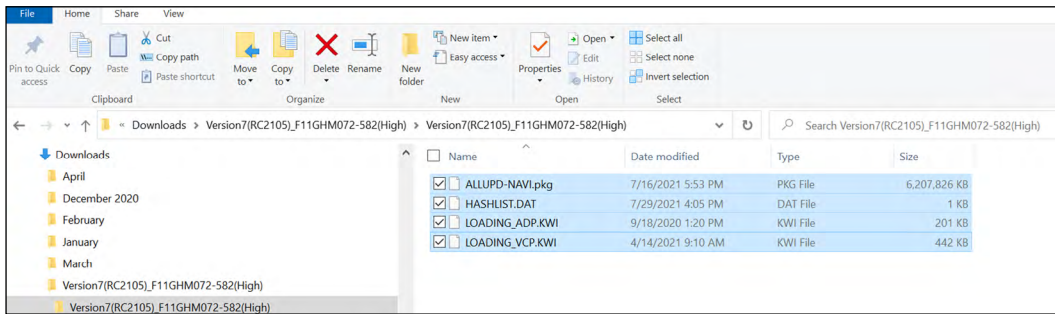 File Home Share View
Pin to Quick access
Copy
Paste
Cut
Copy path
Paste shortcut
Clipboard
Move to
Copy to
Delete
Rename
Organize
New folder
New item
Easy access
New
Properties
Open
Edit
History
Open
Select all
Select none
Invert selection
Select
« Downloads > Version7(RC2105)_F11GHM072-582(High) > Version7(RC2105)_F11GHM072-582(High)
Search Version7(RC2105)_F11GHM072-582(High)
Downloads
April
December 2020
February
January
March
Version7(RC2105)_F11GHM072-582(High)
Version7(RC2105)_F11GHM072-582(High)
Name Date modified Type Size
ALLUPD-NAVI.pkg 7/16/2021 5:53 PM PKG File 6,207,826 KB
HASHLIST.DAT 7/29/2021 4:05 PM DAT File 1 KB
LOADING_ADP.KWI 9/18/2020 1:20 PM KWI File 201 KB
LOADING_VCP.KWI 4/14/2021 9:10 AM KWI File 442 KB